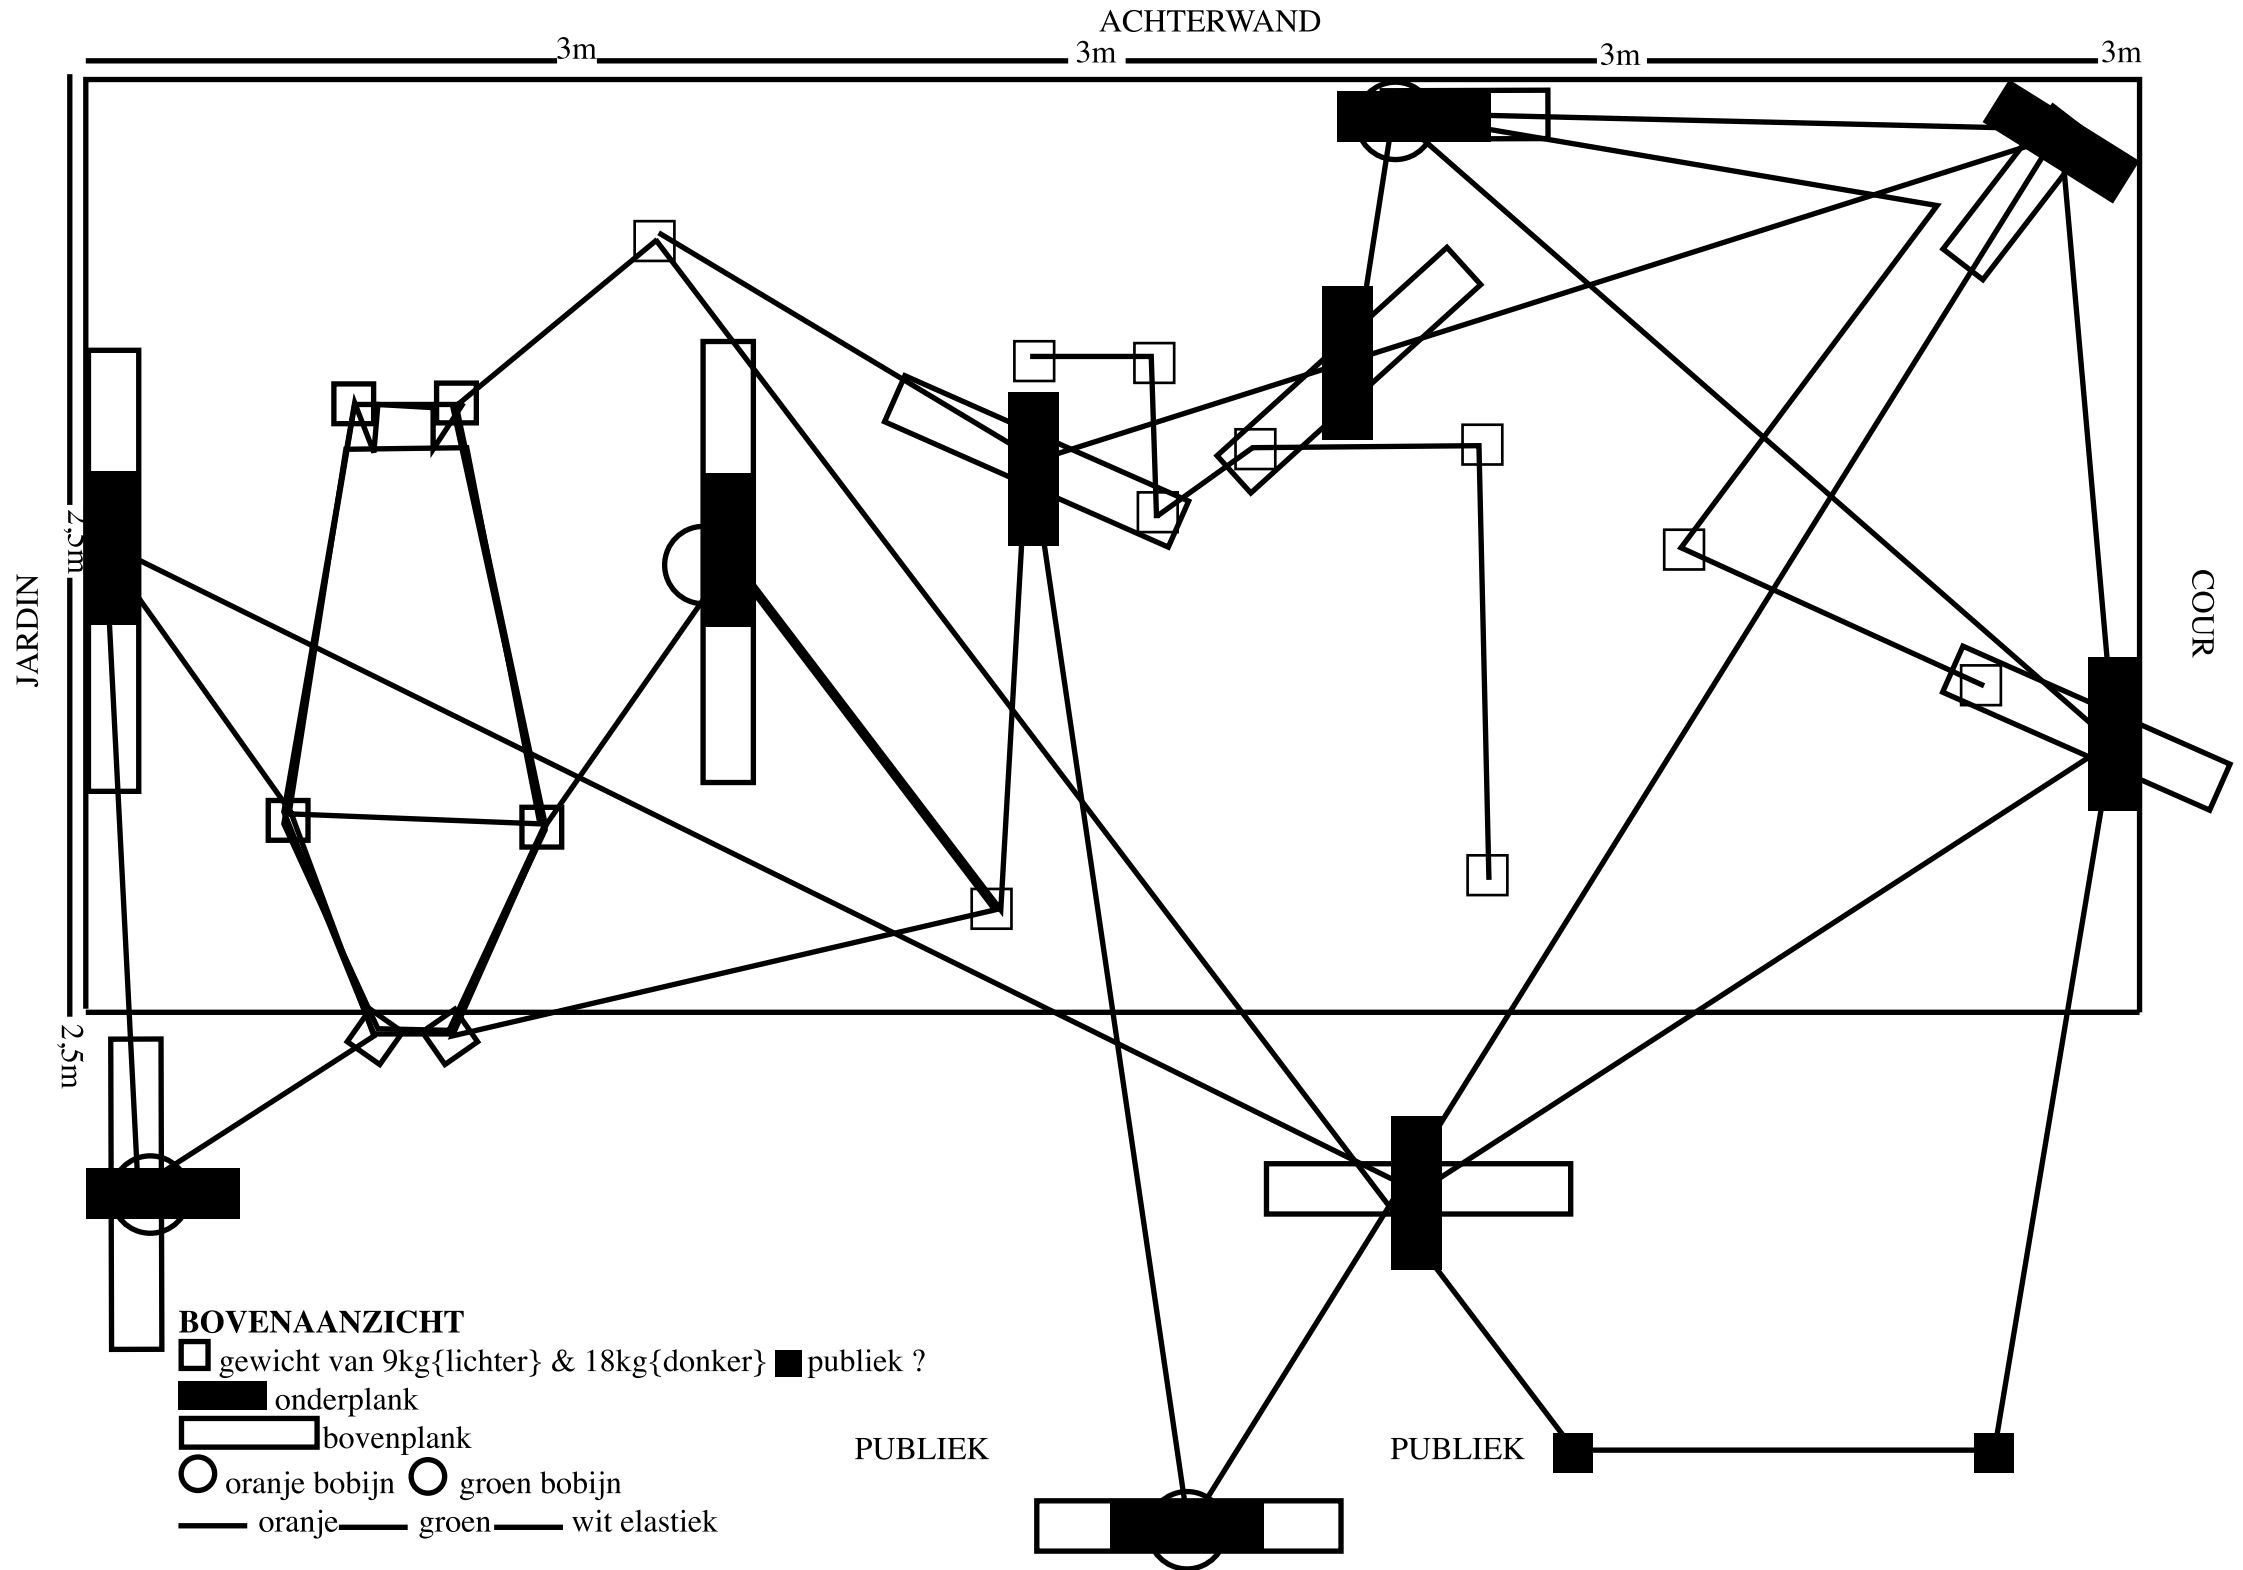 ACHTERWAND
3m 3m 3m 3m
2,5m
JARDIN
COUR
2,5m
BOVENAANZICHT
gewicht van 9kg{lichter} & 18kg{donker} publiek ?
onderplank
bovenplank
PUBLIEK PUBLIEK
oranje bobijn groen bobijn
oranje groen wit elastiek